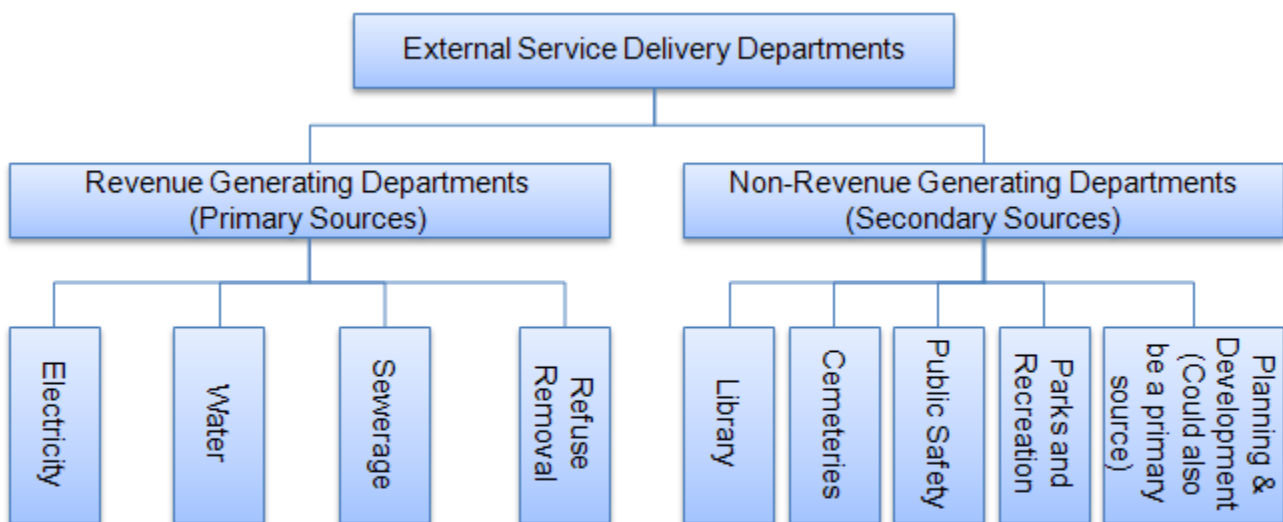 External Service Delivery Departments
Revenue Generating Departments
(Primary Sources)
Non-Revenue Generating Departments
(Secondary Sources)
Electricity
Water
Sewerage
Refuse
Removal
Library
Cemeteries
Public Safety
Parks and
Recreation
Planning &
Development
(Could also
be a primary
source)